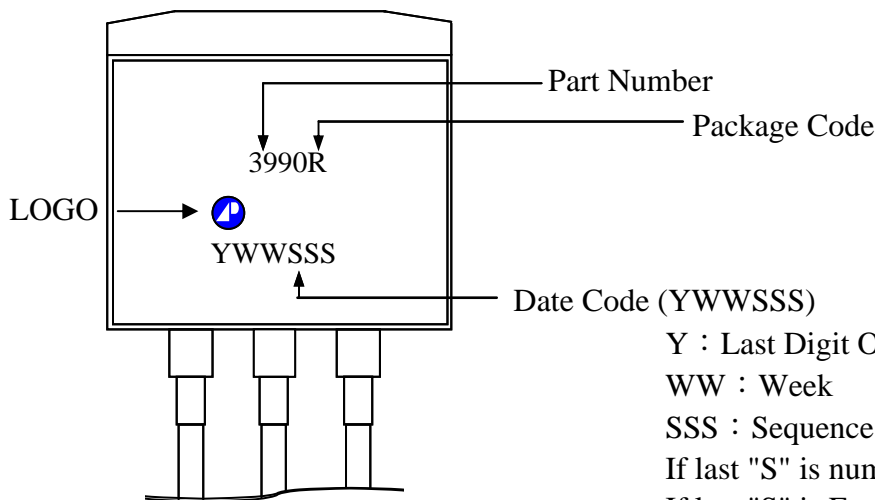 Part Number
Package Code
3990R
LOGO
YWWSSS
Date Code (YWWSSS)
Y：Last Digit O
WW：Week
SSS：Sequence
If last "S" is num